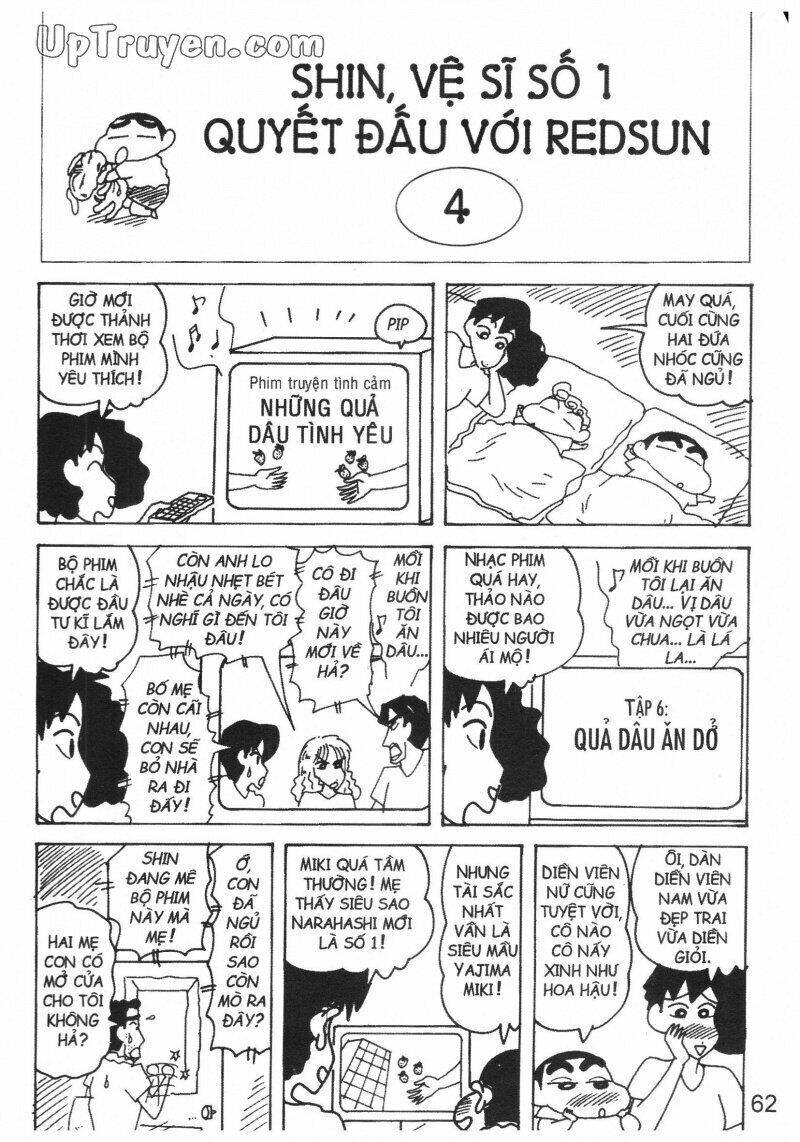 UpTruyen.com
SHIN, VỆ SĨ SỐ 1
QUYẾT ĐẤU VỚI REDSUN
4
MAY QUÁ,
CUỐI CÙNG
HAI ĐỨA
NHÓC CŨNG
ĐÃ NGỦ!
GIỜ MỚI
ĐƯỢC THẢNH
THƠI XEM BỘ
PHIM MÌNH
YÊU THÍCH!
PIP
Phim truyện tình cảm
NHỮNG QUẢ
DÂU TÌNH YÊU
MỖI KHI BUỒN
TÔI LẠI ĂN
DÂU... VỊ DÂU
VỪA NGỌT VỪA
CHUA... LÀ LÁ
LA...
NHẠC PHIM
QUÁ HAY,
THẢO NÀO
ĐƯỢC BAO
NHIÊU NGƯỜI
ÁI MỘ!
TẬP 6:
QUẢ DÂU ĂN DỞ
MỖI
KHI
BUỒN
TÔI
ĂN
DÂU...
CÔ ĐI
ĐÂU
GIỜ
NÀY
MỚI VỀ
HẢ?
CÒN ANH LO
NHẬU NHẸT BẾT
NHÈ CẢ NGÀY, CÓ
NGHĨ GÌ ĐẾN TÔI
ĐÂU!
BỐ MẸ
CÒN CÃI
NHAU,
CON SẼ
BỎ NHÀ
RA ĐI
ĐẤY!
BỘ PHIM
CHẮC LÀ
ĐƯỢC ĐẦU
TƯ KĨ LẮM
ĐÂY!
ÔI, DÀN
DIỄN VIÊN
NAM VỪA
ĐẸP TRAI
VỪA DIỄN
GIỎI.
DIỄN VIÊN
NỮ CŨNG
TUYỆT VỜI,
CÔ NÀO
CÔ NẤY
XINH NHƯ
HOA HẬU!
NHƯNG
TÀI SẮC
NHẤT
VẪN LÀ
SIÊU MẪU
YAJIMA
MIKI!
MIKI QUÁ TẦM
THƯỜNG! MẸ
THẤY SIÊU SAO
NARAHASHI MỚI
LÀ SỐ 1!
Ơ,
CON
ĐÃ
NGỦ
RỒI
SAO
CÒN
MÒ RA
ĐÂY?
SHIN
ĐANG MÊ
BỘ PHIM
NÀY MÀ
MẸ!
HAI MẸ
CON CÓ
MỞ CỬA
CHO TÔI
KHÔNG
HẢ?
62